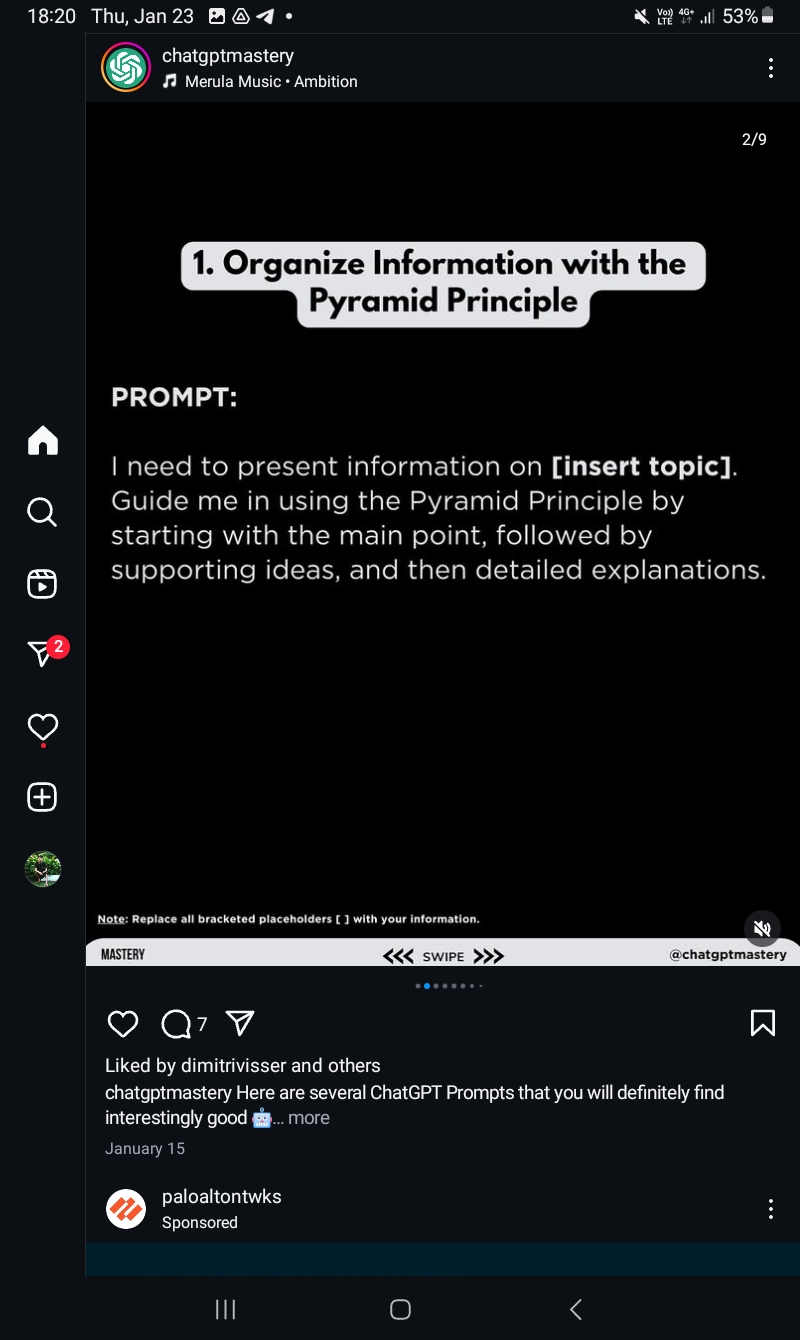 18:20 Thu, Jan 23 Vo)) LTE 4G+ 53%
chatgptmastery
Merula Music • Ambition
2/9
1. Organize Information with the
Pyramid Principle
PROMPT:
I need to present information on [insert topic].
Guide me in using the Pyramid Principle by
starting with the main point, followed by
supporting ideas, and then detailed explanations.
2
Note: Replace all bracketed placeholders [ ] with your information.
MASTERY <<< SWIPE >>> @chatgptmastery
7
Liked by dimitrivisser and others
chatgptmastery Here are several ChatGPT Prompts that you will definitely find
interestingly good 🤖... more
January 15
paloaltontwks
Sponsored